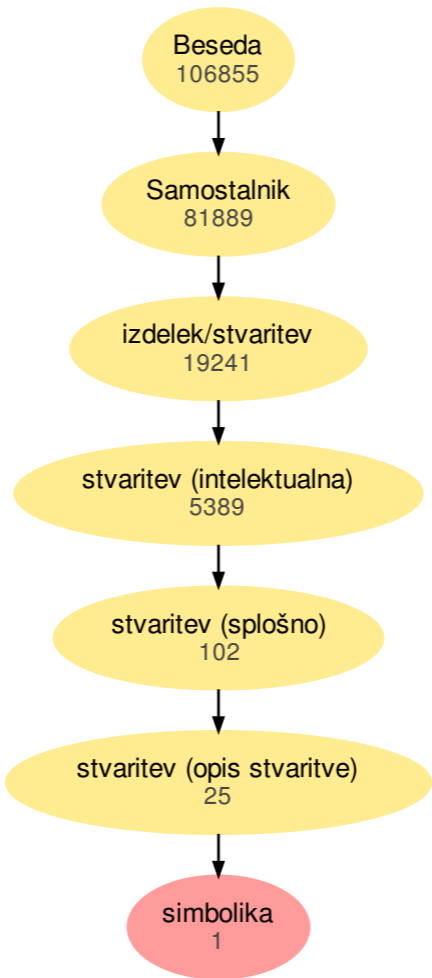 Beseda
106855
Samostalnik
81889
izdelek/stvaritev
19241
stvaritev (intelektualna)
5389
stvaritev (splošno)
102
stvaritev (opis stvaritve)
25
simbolika
1